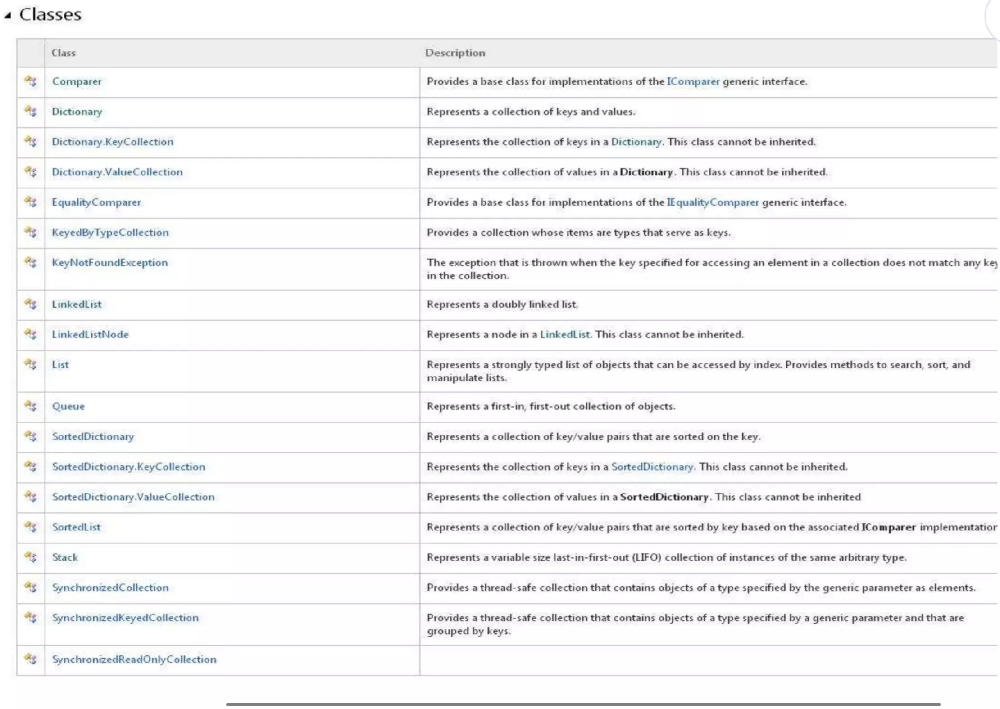 Classes
Class Description
Comparer Provides a base class for implementations of the IComparer generic interface.
Dictionary Represents a collection of keys and values.
Dictionary.KeyCollection Represents the collection of keys in a Dictionary. This class cannot be inherited.
Dictionary.ValueCollection Represents the collection of values in a Dictionary. This class cannot be inherited.
EqualityComparer Provides a base class for implementations of the IEqualityComparer generic interface.
KeyedByTypeCollection Provides a collection whose items are types that serve as keys.
KeyNotFoundException The exception that is thrown when the key specified for accessing an element in a collection does not match any key
in the collection.
LinkedList Represents a doubly linked list.
LinkedListNode Represents a node in a LinkedList. This class cannot be inherited.
List Represents a strongly typed list of objects that can be accessed by index. Provides methods to search, sort, and
manipulate lists.
Queue Represents a first-in, first-out collection of objects.
SortedDictionary Represents a collection of key/value pairs that are sorted on the key.
SortedDictionary.KeyCollection Represents the collection of keys in a SortedDictionary. This class cannot be inherited.
SortedDictionary.ValueCollection Represents the collection of values in a SortedDictionary. This class cannot be inherited
SortedList Represents a collection of key/value pairs that are sorted by key based on the associated IComparer implementation
Stack Represents a variable size last-in-first-out (LIFO) collection of instances of the same arbitrary type.
SynchronizedCollection Provides a thread-safe collection that contains objects of a type specified by the generic parameter as elements.
SynchronizedKeyedCollection Provides a thread-safe collection that contains objects of a type specified by a generic parameter and that are
grouped by keys.
SynchronizedReadOnlyCollection